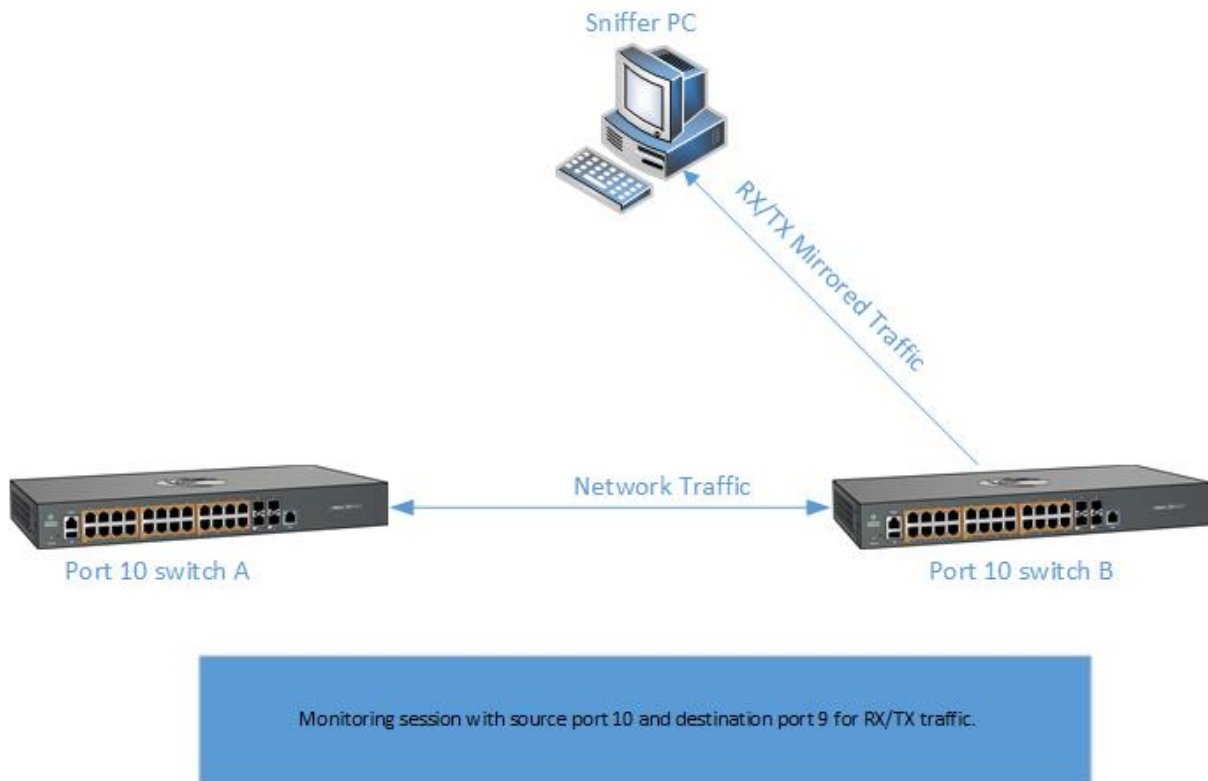 Sniffer PC
RX/TX Mirrored Traffic
Network Traffic
Port 10 switch A
Port 10 switch B
Monitoring session with source port 10 and destination port 9 for RX/TX traffic.